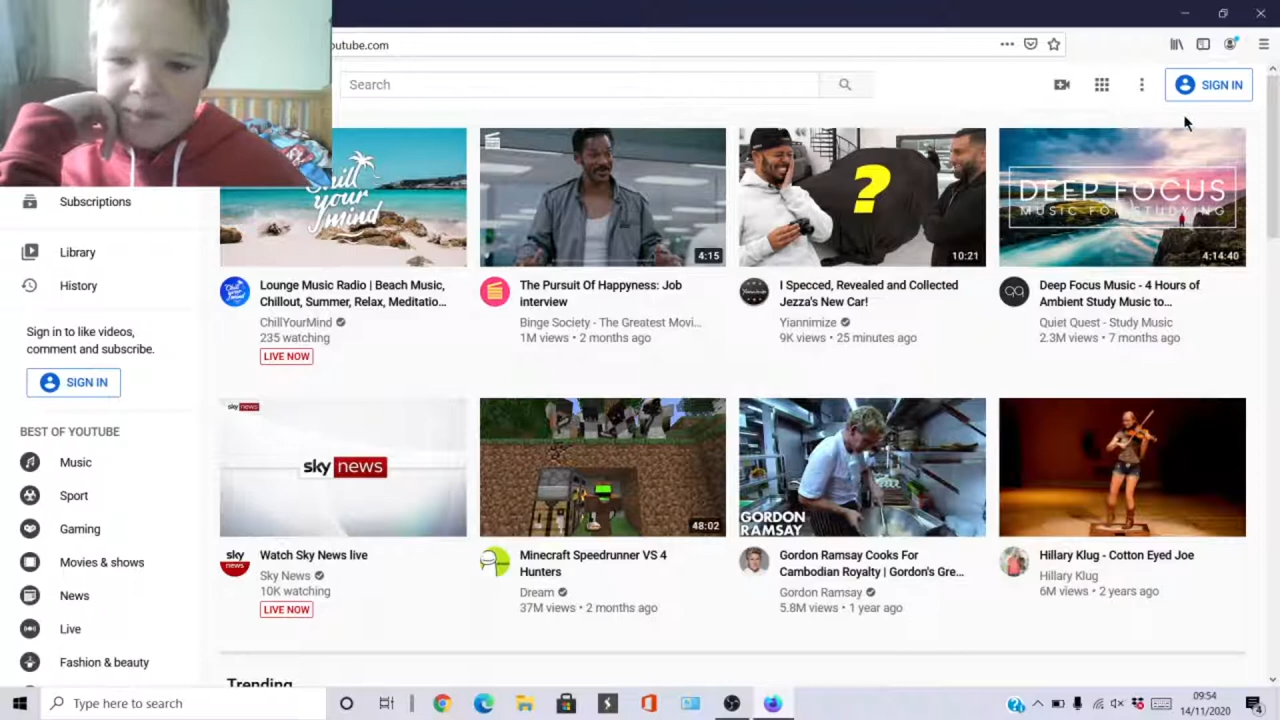 outube.com
Search
SIGN IN
Subscriptions
Library
History
Sign in to like videos,
comment and subscribe.
SIGN IN
BEST OF YOUTUBE
Music
Sport
Gaming
Movies & shows
News
Live
Fashion & beauty
Chill
your
mind
Lounge Music Radio | Beach Music,
Chillout, Summer, Relax, Meditatio...
ChillYourMind
235 watching
LIVE NOW
4:15
The Pursuit Of Happyness: Job
interview
Binge Society - The Greatest Movi...
1M views • 2 months ago
?
10:21
I Specced, Revealed and Collected
Jezza's New Car!
Yiannimize
9K views • 25 minutes ago
DEEP FOCUS
MUSIC FOR STUDYING
4:14:40
Deep Focus Music - 4 Hours of
Ambient Study Music to...
Quiet Quest - Study Music
2.3M views • 7 months ago
sky news
sky news
sky
news
Watch Sky News live
Sky News
10K watching
LIVE NOW
48:02
Minecraft Speedrunner VS 4
Hunters
Dream
37M views • 2 months ago
GORDON
RAMSAY
Gordon Ramsay Cooks For
Cambodian Royalty | Gordon's Gre...
Gordon Ramsay
5.8M views • 1 year ago
Hillary Klug - Cotton Eyed Joe
Hillary Klug
6M views • 2 years ago
Trending
Type here to search
09:54
14/11/2020
4